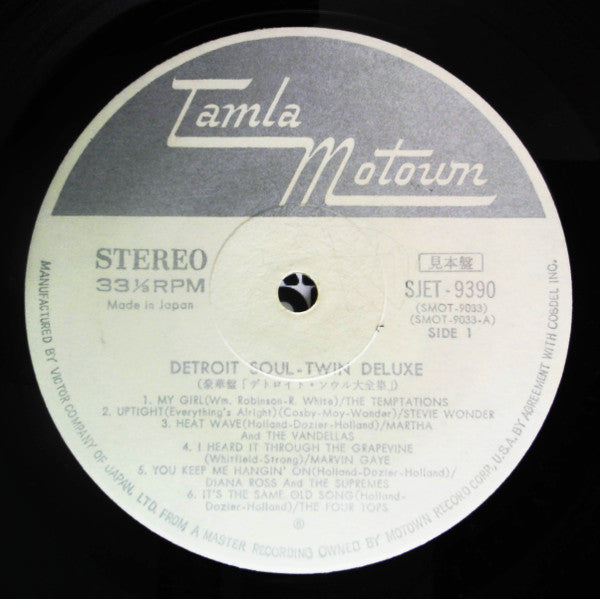 Tamla
Motown
STEREO
33⅓RPM
Made in Japan
見本盤
SJET-9390
(SMOT-9033)
(SMOT-9033-A)
SIDE 1
DETROIT SOUL-TWIN DELUXE
(豪華盤「デトロイト・ソウル大全集」)
1. MY GIRL(Wm. Robinson-R. White)/THE TEMPTATIONS
2. UPTIGHT(Everything's Alright)(Cosby-Moy-Wonder)/STEVIE WONDER
3. HEAT WAVE(Holland-Dozier-Holland)/MARTHA
And THE VANDELLAS
4. I HEARD IT THROUGH THE GRAPEVINE
(Whitfield-Strong)/MARVIN GAYE
5. YOU KEEP ME HANGIN' ON(Holland-Dozier-Holland)/
DIANA ROSS And THE SUPREMES
6. IT'S THE SAME OLD SONG(Holland-
Dozier-Holland)/THE FOUR TOPS
MANUFACTURED BY VICTOR COMPANY OF JAPAN, LTD. FROM A MASTER RECORDING OWNED BY MOTOWN RECORD CORP., U.S.A. BY AGREEMENT WITH COBDEL INC.